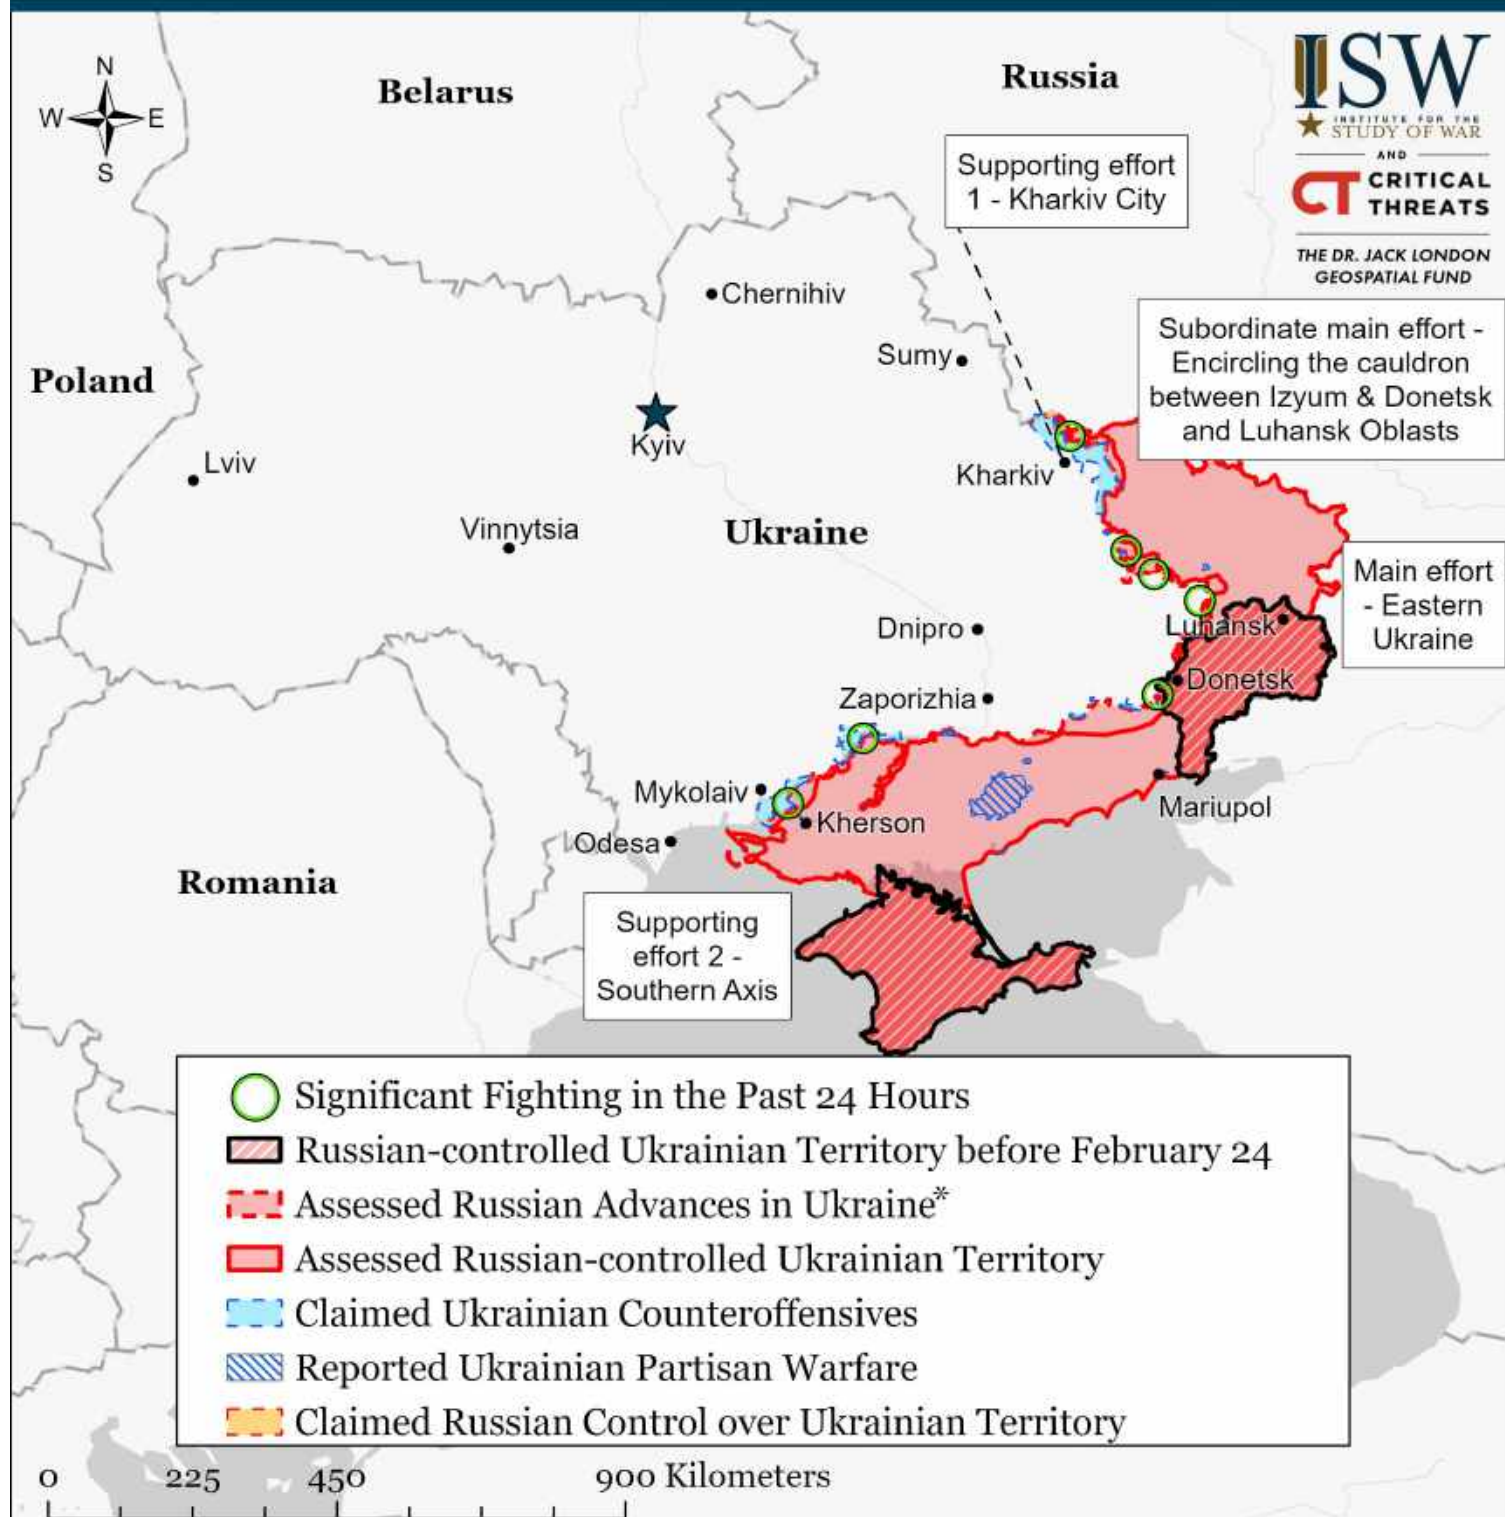 N
W
E
S
Belarus
Russia
ISW
INSTITUTE FOR THE
STUDY OF WAR
AND
CT CRITICAL
THREATS
THE DR. JACK LONDON
GEOSPATIAL FUND
Supporting effort
1 - Kharkiv City
Chernihiv
Subordinate main effort -
Encircling the cauldron
between Izyum & Donetsk
and Luhansk Oblasts
Sumy
Poland
Kyiv
Lviv
Kharkiv
Vinnytsia
Ukraine
Main effort
- Eastern
Ukraine
Dnipro
Luhansk
Donetsk
Zaporizhia
Mykolaiv
Mariupol
Kherson
Odesa
Romania
Supporting
effort 2 -
Southern Axis
Significant Fighting in the Past 24 Hours
Russian-controlled Ukrainian Territory before February 24
Assessed Russian Advances in Ukraine*
Assessed Russian-controlled Ukrainian Territory
Claimed Ukrainian Counteroffensives
Reported Ukrainian Partisan Warfare
Claimed Russian Control over Ukrainian Territory
0 225 450 900 Kilometers